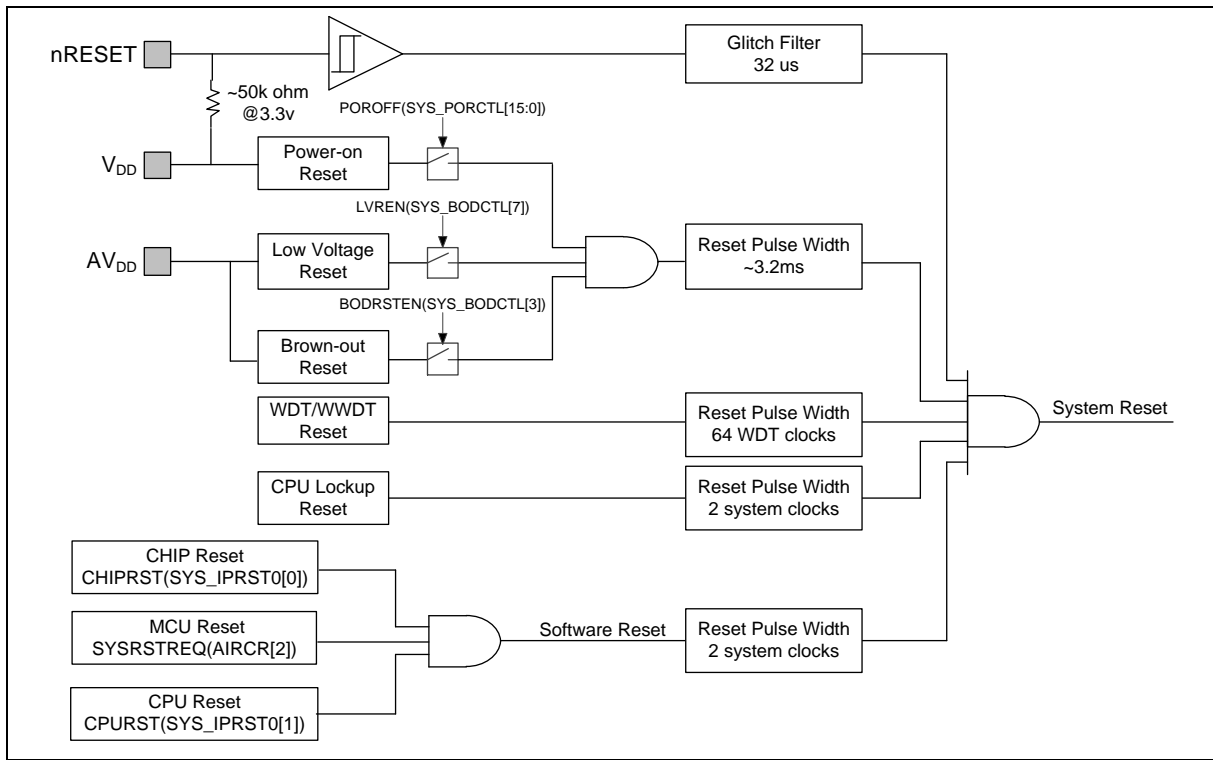 nRESET
~50k ohm
@3.3v
Glitch Filter
32 us
POROFF(SYS_PORCTL[15:0])
VDD
Power-on
Reset
LVREN(SYS_BODCTL[7])
AVDD
Low Voltage
Reset
Reset Pulse Width
~3.2ms
BODRSTEN(SYS_BODCTL[3])
Brown-out
Reset
WDT/WWDT
Reset
Reset Pulse Width
64 WDT clocks
System Reset
CPU Lockup
Reset
Reset Pulse Width
2 system clocks
CHIP Reset
CHIPRST(SYS_IPRST0[0])
MCU Reset
SYSRSTREQ(AIRCR[2])
Software Reset
Reset Pulse Width
2 system clocks
CPU Reset
CPURST(SYS_IPRST0[1])